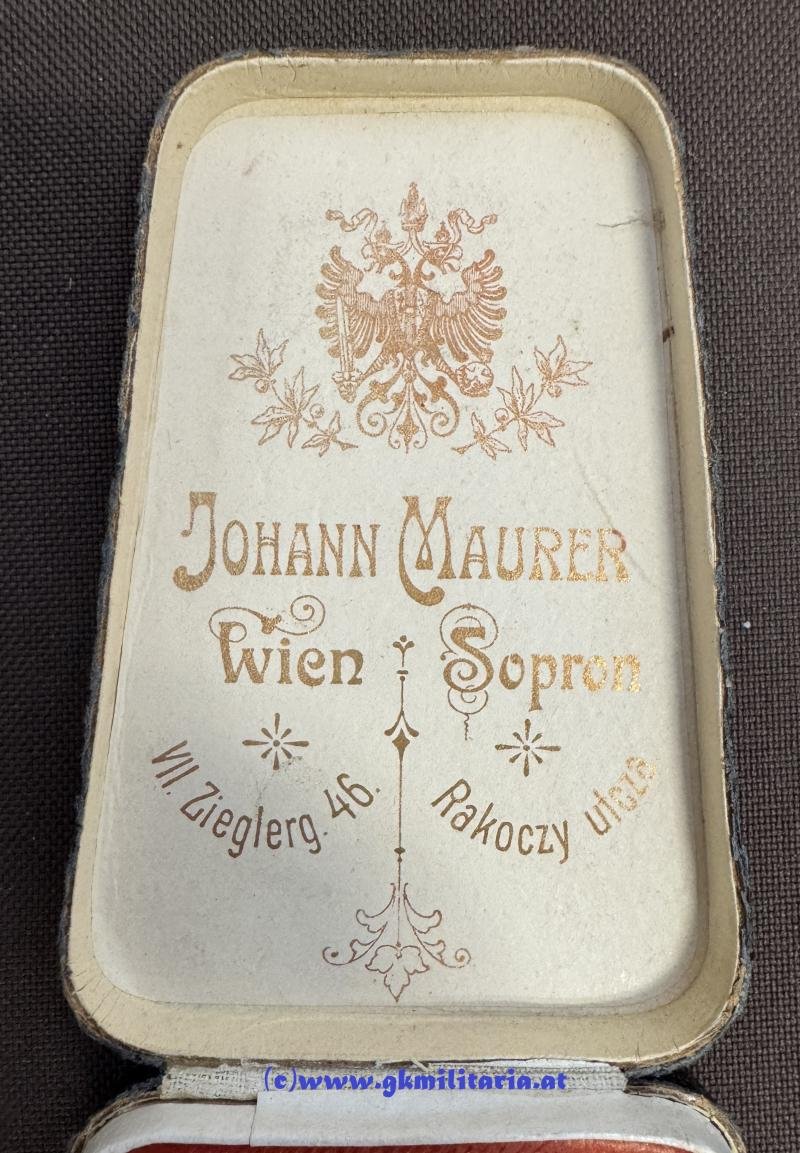 JOHANN MAURER
Wien Sopron
VII. Zieglerg. 46. Rakoczy utcza
(c)www.gkmilitaria.at